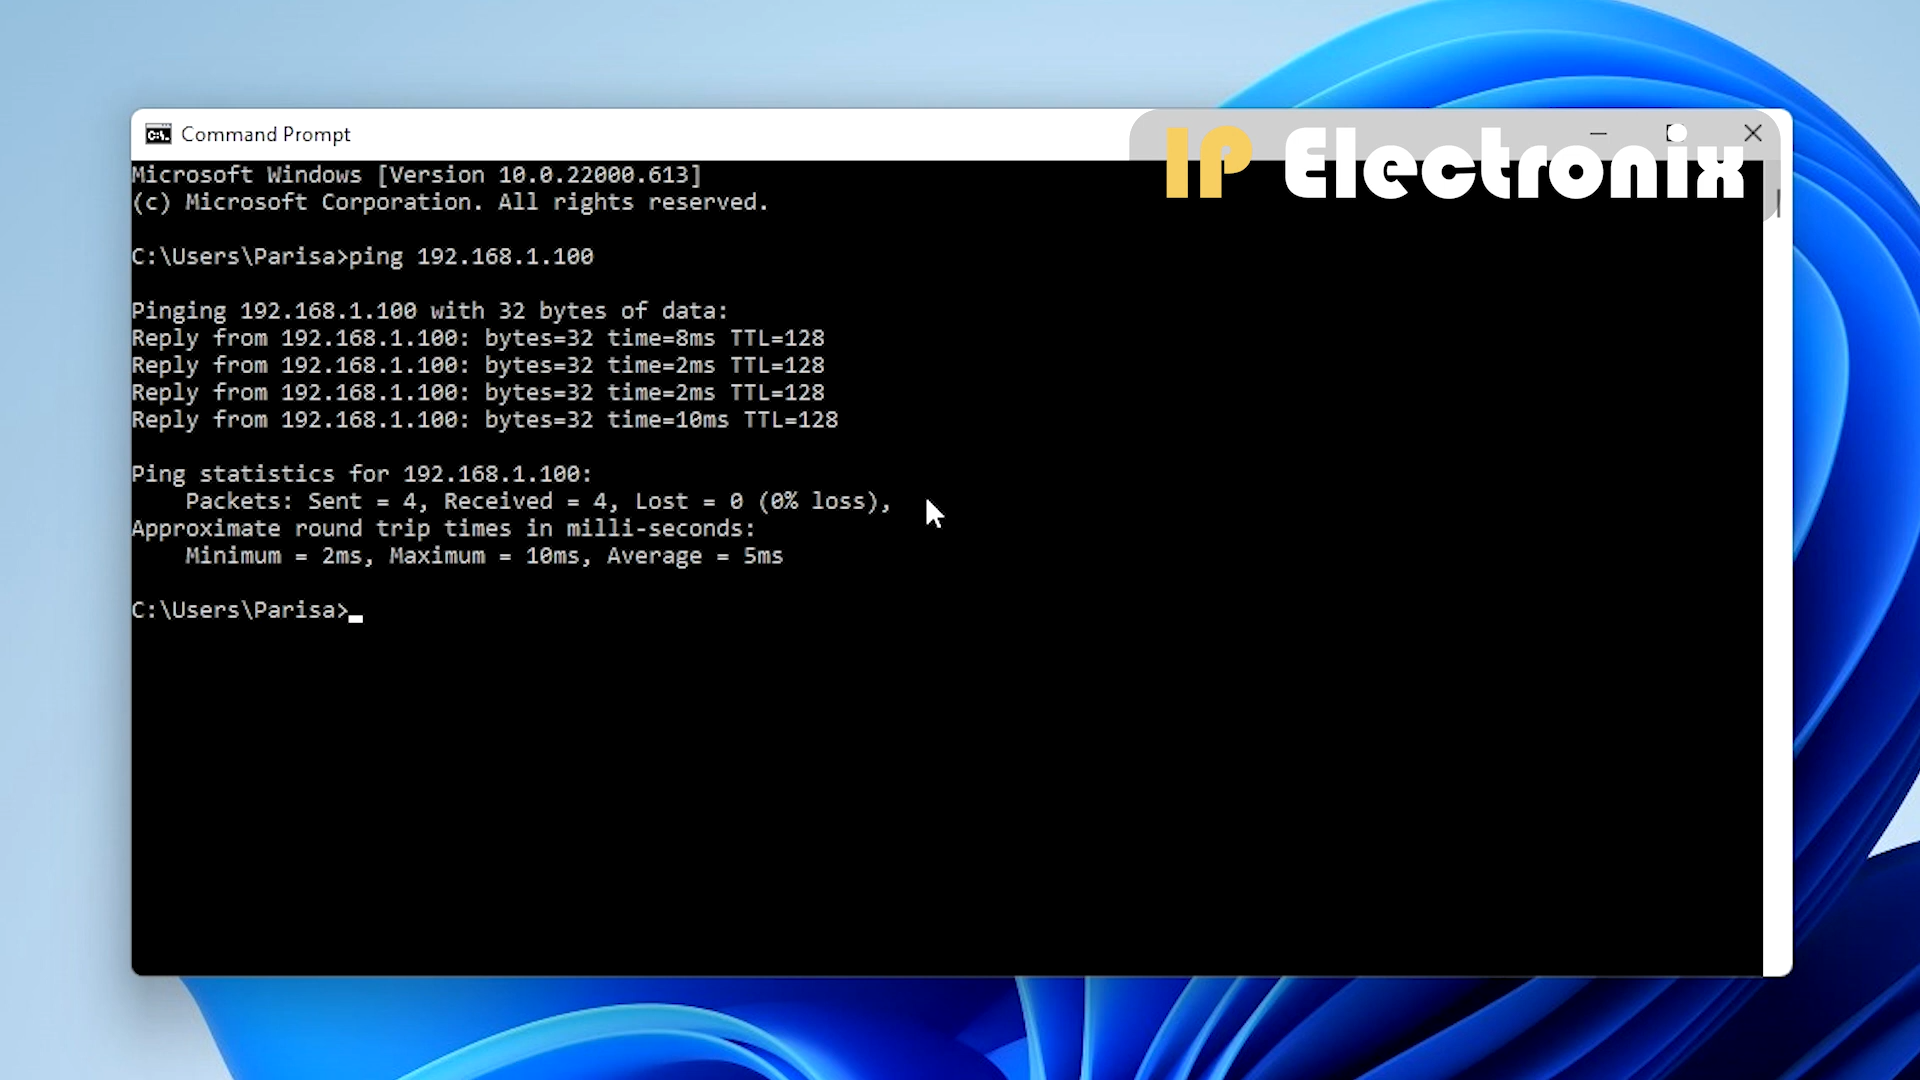 Command Prompt
IP Electronix
Microsoft Windows [Version 10.0.22000.613]
(c) Microsoft Corporation. All rights reserved.
C:\Users\Parisa>ping 192.168.1.100
Pinging 192.168.1.100 with 32 bytes of data:
Reply from 192.168.1.100: bytes=32 time=8ms TTL=128
Reply from 192.168.1.100: bytes=32 time=2ms TTL=128
Reply from 192.168.1.100: bytes=32 time=2ms TTL=128
Reply from 192.168.1.100: bytes=32 time=10ms TTL=128
Ping statistics for 192.168.1.100:
    Packets: Sent = 4, Received = 4, Lost = 0 (0% loss),
Approximate round trip times in milli-seconds:
    Minimum = 2ms, Maximum = 10ms, Average = 5ms
C:\Users\Parisa>